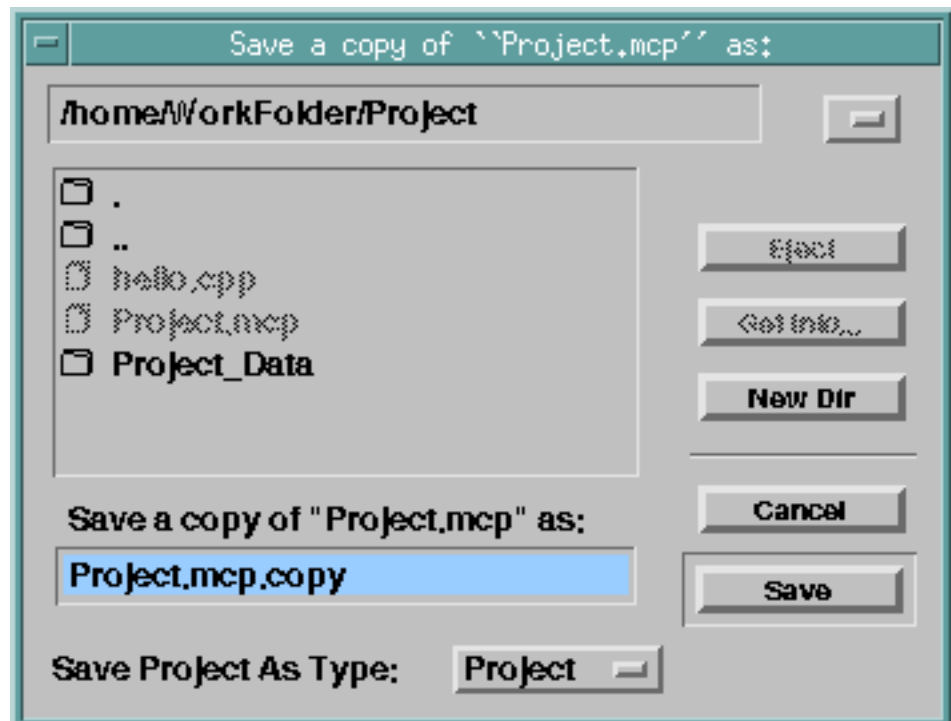 Save a copy of ``Project.mcp´´ as:
/home/WorkFolder/Project
.
..
hello.cpp
Project.mcp
Project_Data
Eject
Get Info...
New Dir
Cancel
Save a copy of "Project.mcp" as:
Project.mcp.copy
Save
Save Project As Type:
Project